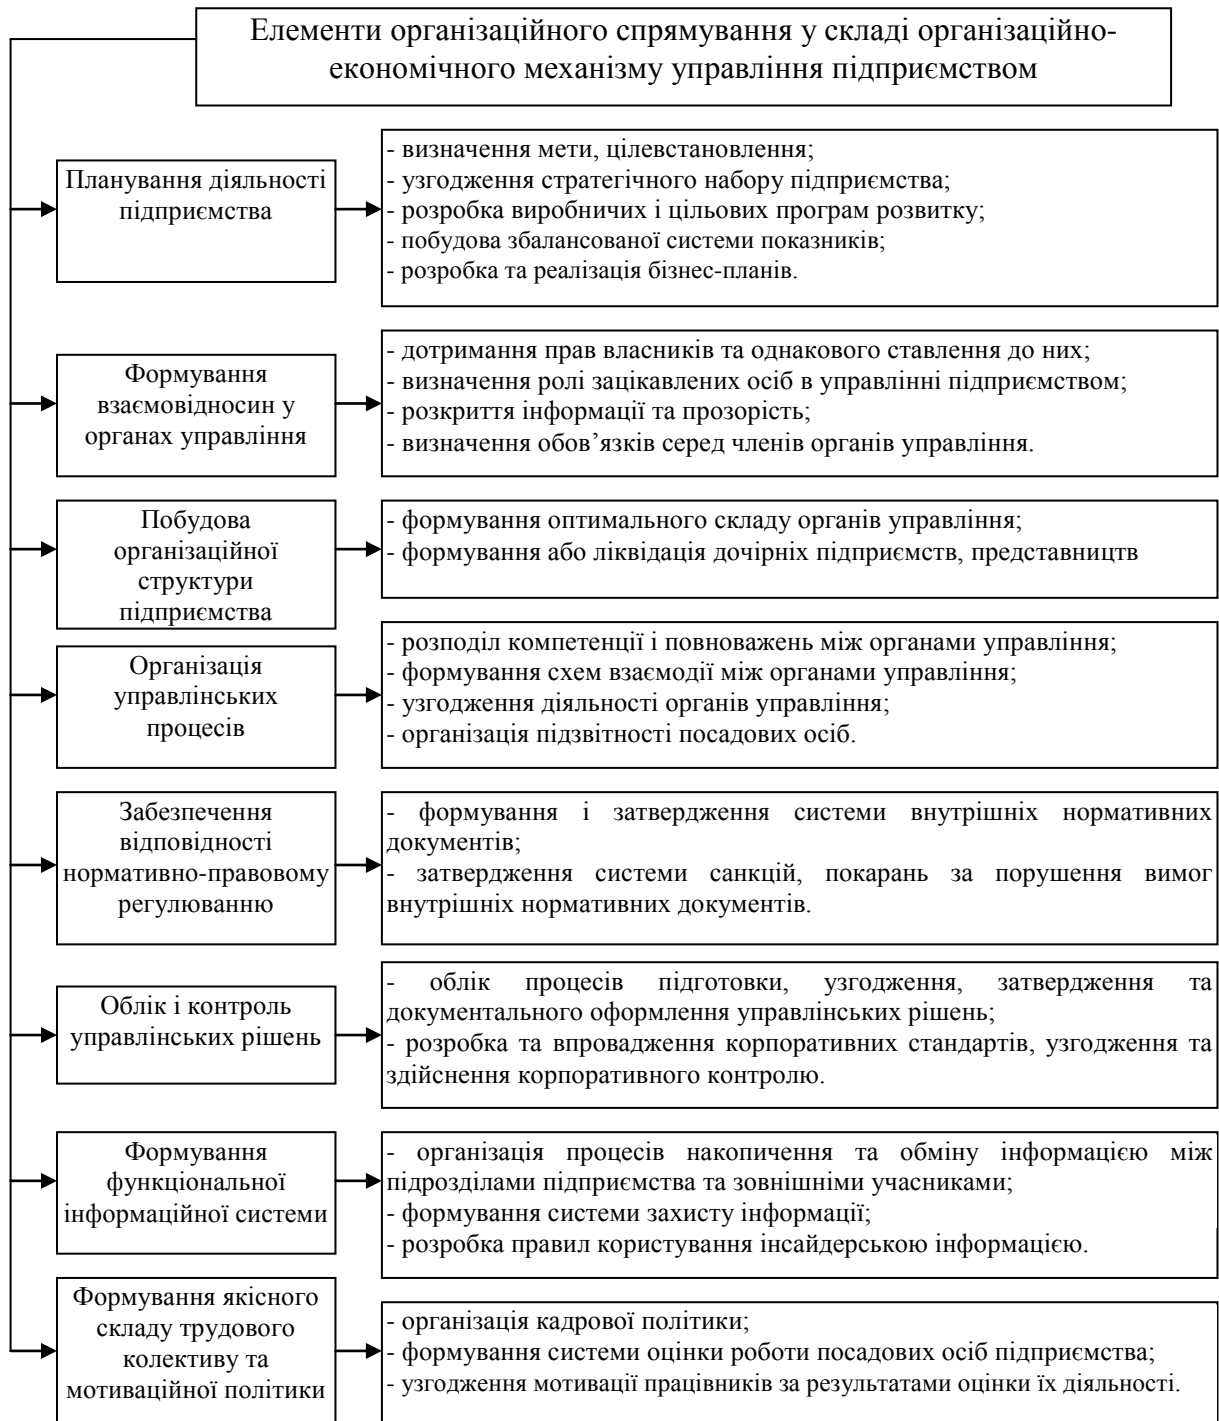 Елементи організаційного спрямування у складі організаційно-
економічного механізму управління підприємством
Планування діяльності
підприємства
- визначення мети, цілевстановлення;
- узгодження стратегічного набору підприємства;
- розробка виробничих і цільових програм розвитку;
- побудова збалансованої системи показників;
- розробка та реалізація бізнес-планів.
Формування
взаємовідносин у
органах управління
- дотримання прав власників та однакового ставлення до них;
- визначення ролі зацікавлених осіб в управлінні підприємством;
- розкриття інформації та прозорість;
- визначення обов’язків серед членів органів управління.
Побудова
організаційної
структури
підприємства
- формування оптимального складу органів управління;
- формування або ліквідація дочірніх підприємств, представництв
Організація
управлінських
процесів
- розподіл компетенції і повноважень між органами управління;
- формування схем взаємодії між органами управління;
- узгодження діяльності органів управління;
- організація підзвітності посадових осіб.
Забезпечення
відповідності
нормативно-правовому
регулюванню
- формування і затвердження системи внутрішніх нормативних
документів;
- затвердження системи санкцій, покарань за порушення вимог
внутрішніх нормативних документів.
Облік і контроль
управлінських рішень
- облік процесів підготовки, узгодження, затвердження та
документального оформлення управлінських рішень;
- розробка та впровадження корпоративних стандартів, узгодження та
здійснення корпоративного контролю.
Формування
функціональної
інформаційної системи
- організація процесів накопичення та обміну інформацією між
підрозділами підприємства та зовнішніми учасниками;
- формування системи захисту інформації;
- розробка правил користування інсайдерською інформацією.
Формування якісного
складу трудового
колективу та
мотиваційної політики
- організація кадрової політики;
- формування системи оцінки роботи посадових осіб підприємства;
- узгодження мотивації працівників за результатами оцінки їх діяльності.